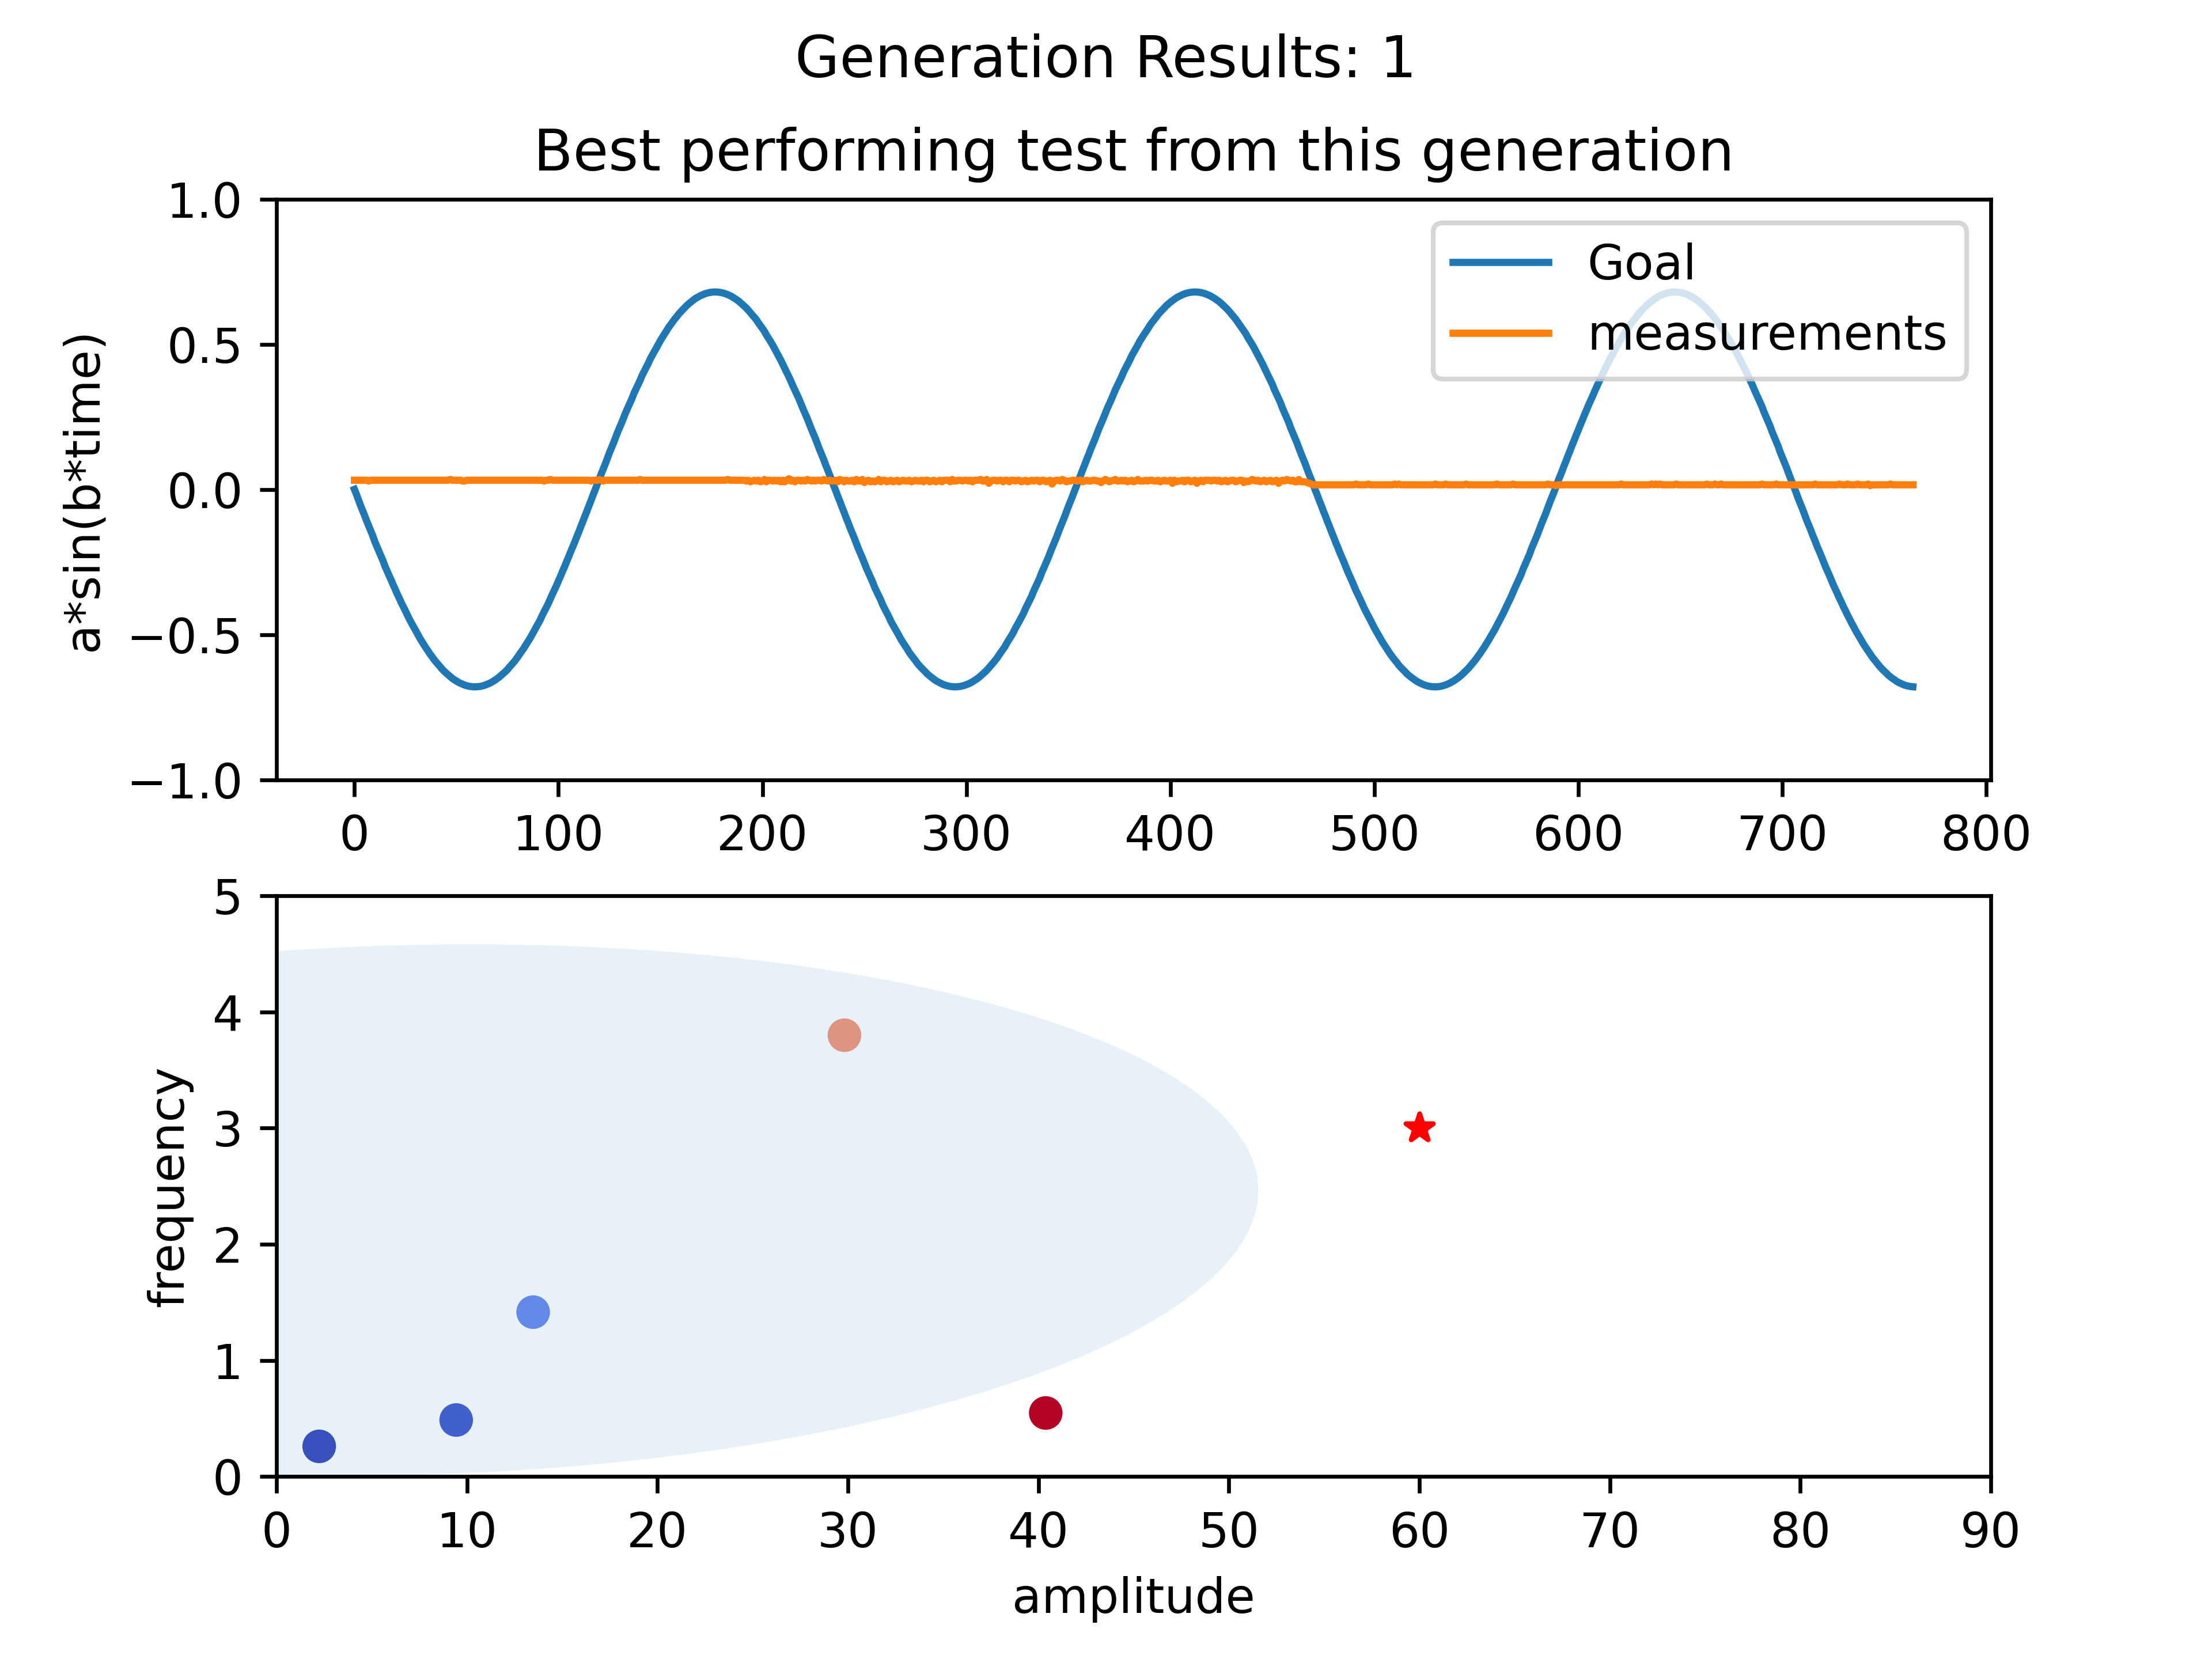 Generation Results: 1
Best performing test from this generation
1.0
0.5
0.0
−0.5
−1.0
a*sin(b*time)
Goal
measurements
0 100 200 300 400 500 600 700 800
5
4
3
2
1
0
frequency
0 10 20 30 40 50 60 70 80 90
amplitude